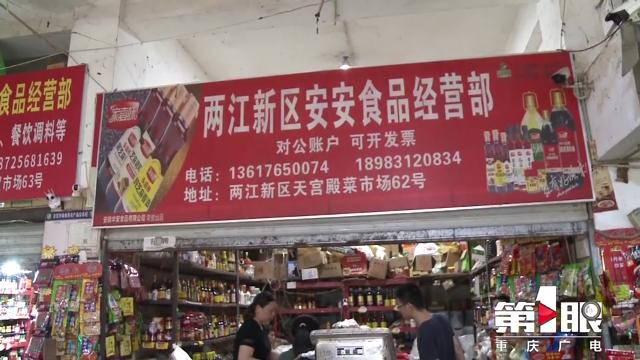 食品经营部
、餐饮调料等
725681639
市场63号
两江新区安安食品经营部
对公账户 可开发票
电话：13617650074 18983120834
地址：两江新区天宫殿菜市场62号
第1眼
重庆广电